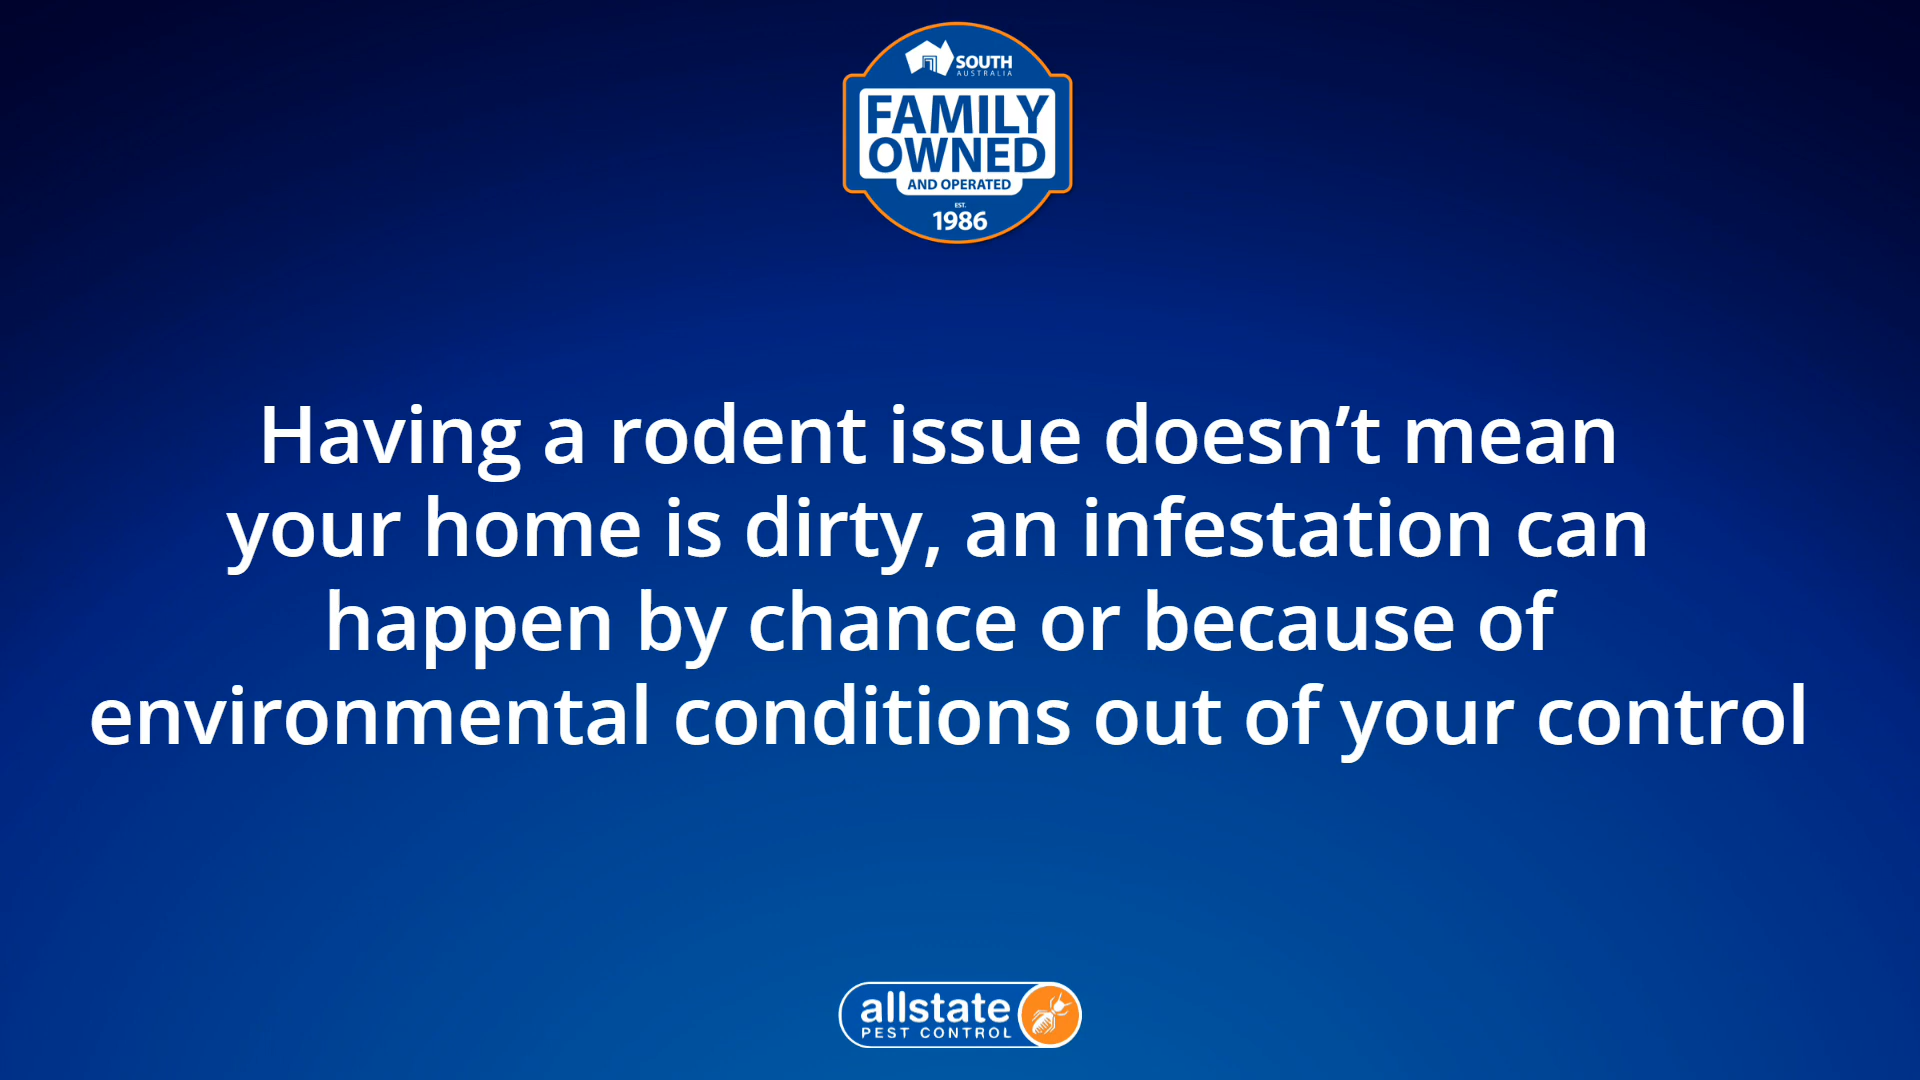 SOUTH
AUSTRALIA
FAMILY
OWNED
AND OPERATED
EST.
1986
Having a rodent issue doesn’t mean
your home is dirty, an infestation can
happen by chance or because of
environmental conditions out of your control
allstate
PEST CONTROL